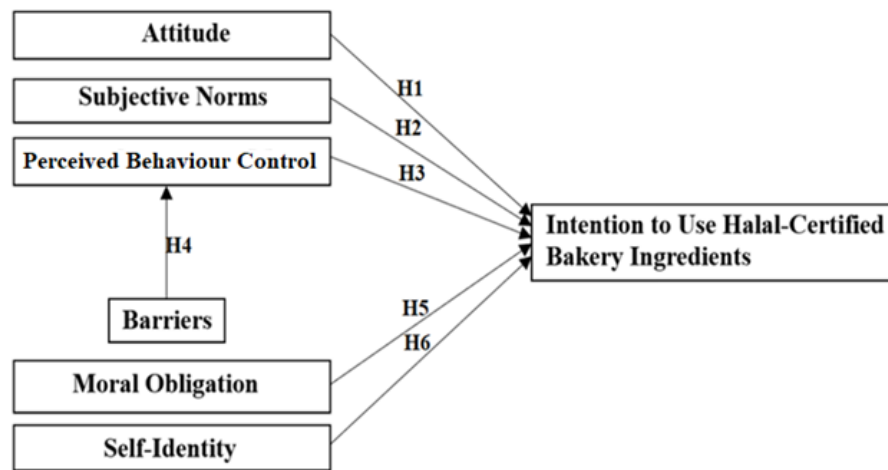 Attitude
H1
Subjective Norms
H2
Perceived Behaviour Control
H3
Intention to Use Halal-Certified
Bakery Ingredients
H4
Barriers
H5
H6
Moral Obligation
Self-Identity